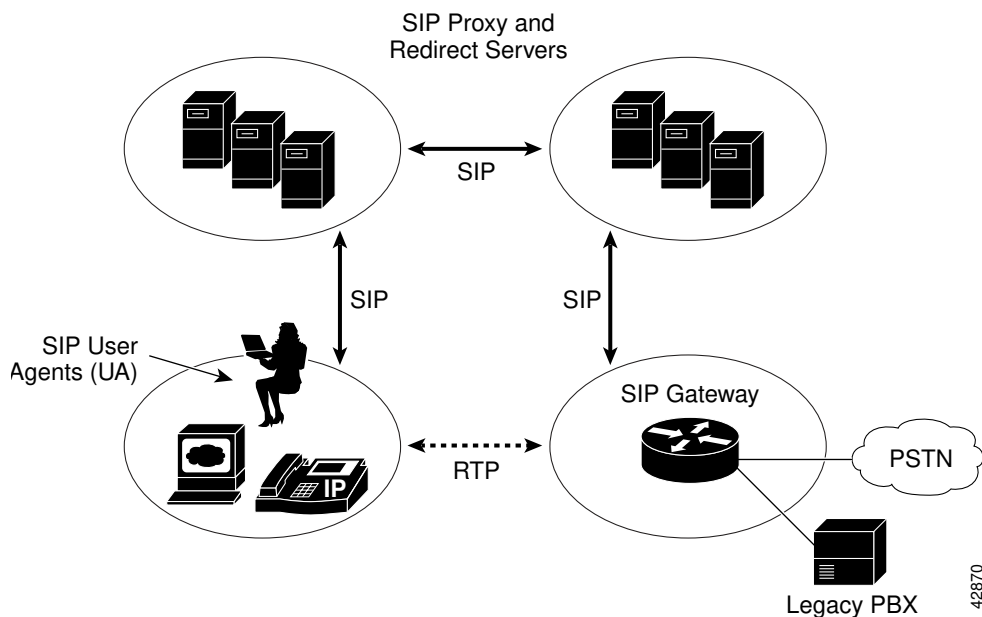 SIP Proxy and
Redirect Servers
SIP
SIP
SIP
SIP User
Agents (UA)
SIP Gateway
RTP
PSTN
IP
Legacy PBX
42870